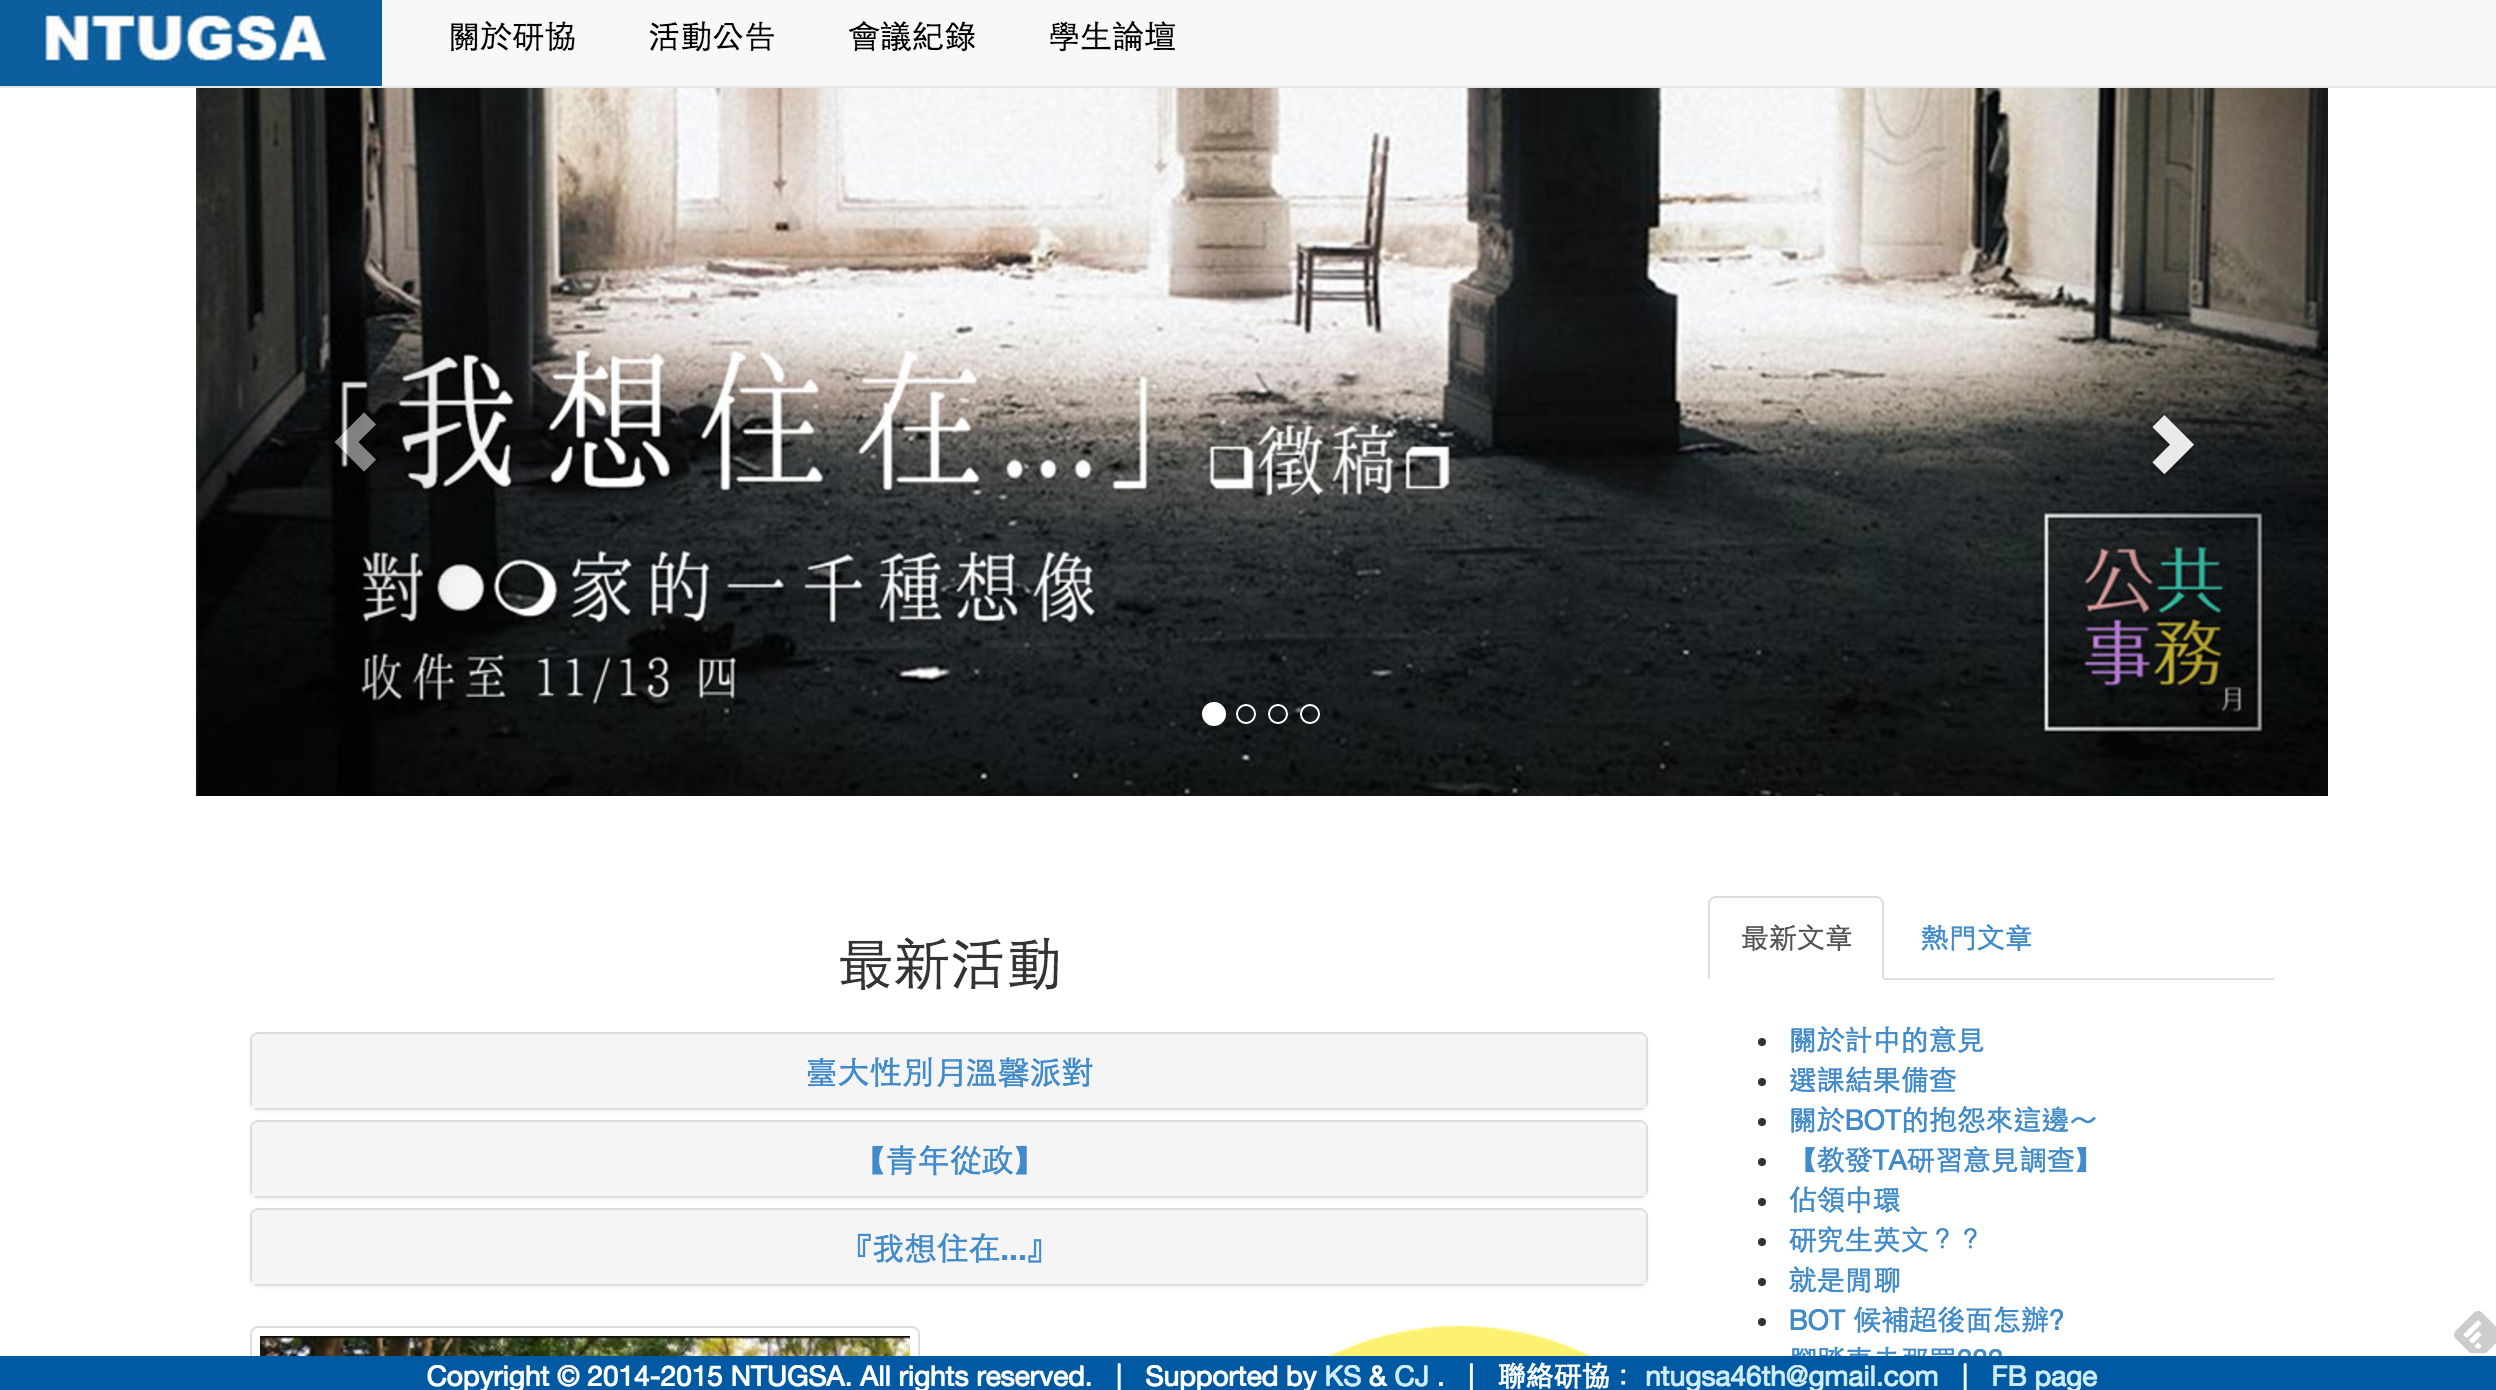 NTUGSA
關於研協 活動公告 會議紀錄 學生論壇
「我想住在...」 □徵稿□
對●○家的一千種想像
收件至 11/13 四
公共
事務
月
最新活動
臺大性別月溫馨派對
【青年從政】
『我想住在...』
最新文章 熱門文章
關於計中的意見
選課結果備查
關於BOT的抱怨來這邊～
【教發TA研習意見調查】
佔領中環
研究生英文？？
就是閒聊
BOT 候補超後面怎辦?
Copyright © 2014-2015 NTUGSA. All rights reserved. | Supported by KS & CJ . | 聯絡研協： ntugsa46th@gmail.com | FB page